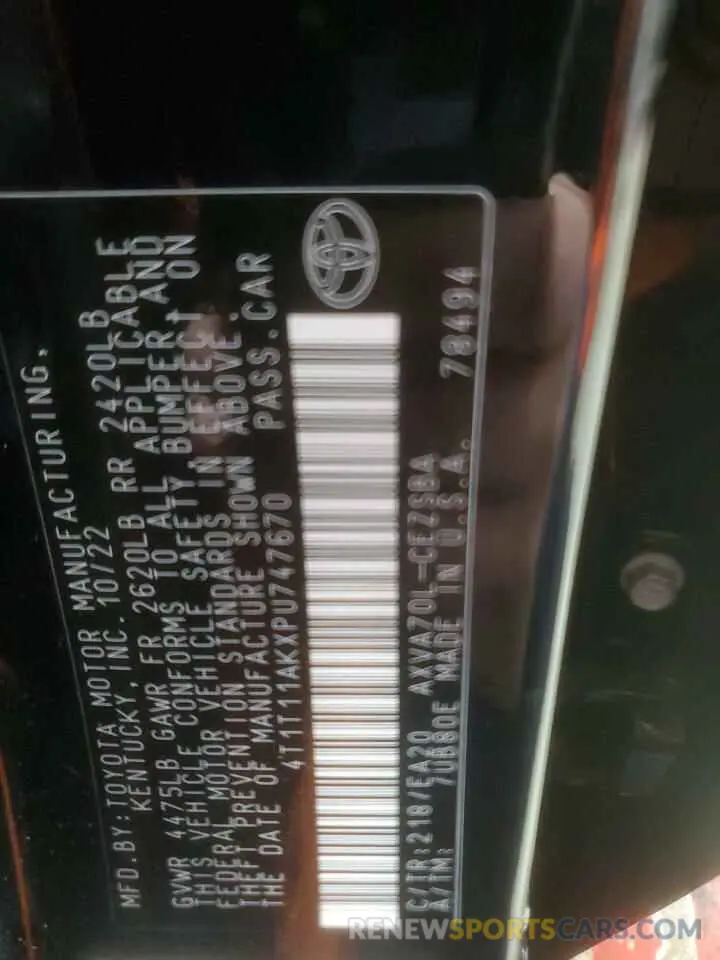 MFD.BY:TOYOTA MOTOR MANUFACTURING,
KENTUCKY,INC.10/22
GVWR 4475LB GAWR FR 2620LB RR 2420LB
THIS VEHICLE CONFORMS TO ALL APPLICABLE
FEDERAL MOTOR VEHICLE SAFETY,BUMPER,AND
THEFT PREVENTION STANDARDS IN EFFECT ON
THE DATE OF MANUFACTURE SHOWN ABOVE.
4T1T11AKXPU747670 PASS.CAR
C/TR:218/EA20 AXVA70L-CEZSBA
A/TM: /UB80E MADE IN U.S.A. 78494
RENEWSPORTSCARS.COM